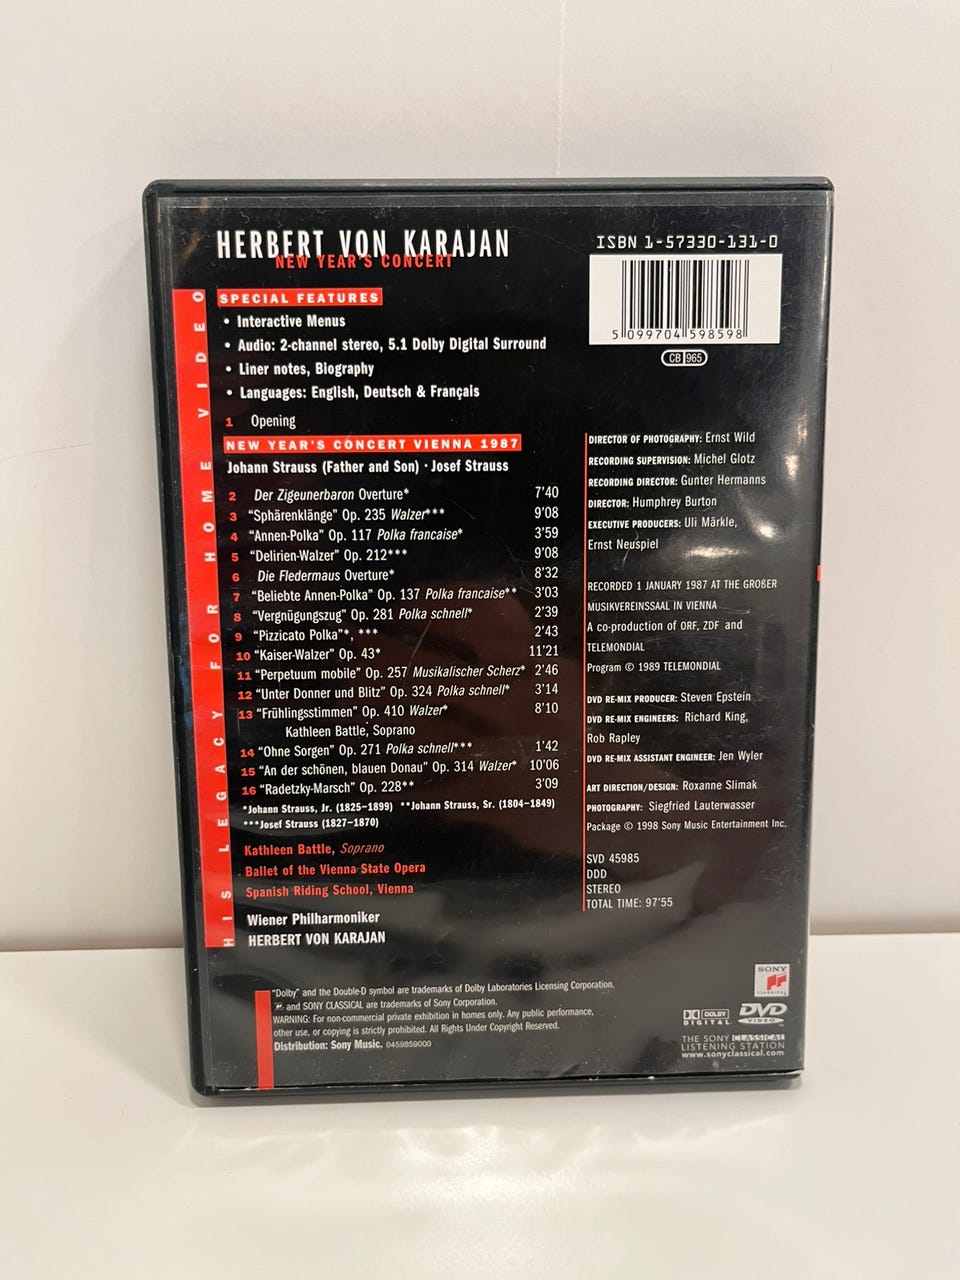 HERBERT VON KARAJAN
NEW YEAR'S CONCERT
ISBN 1-57330-131-0
5 099704 598598
CB 965
HIS LEGACY FOR HOME VIDEO
SPECIAL FEATURES
• Interactive Menus
• Audio: 2-channel stereo, 5.1 Dolby Digital Surround
• Liner notes, Biography
• Languages: English, Deutsch & Français
1 Opening
NEW YEAR'S CONCERT VIENNA 1987
Johann Strauss (Father and Son) · Josef Strauss
2 Der Zigeunerbaron Overture* 7'40
3 "Sphärenklänge" Op. 235 Walzer*** 9'08
4 "Annen-Polka" Op. 117 Polka francaise* 3'59
5 "Delirien-Walzer" Op. 212*** 9'08
6 Die Fledermaus Overture* 8'32
7 "Beliebte Annen-Polka" Op. 137 Polka francaise** 3'03
8 "Vergnügungszug" Op. 281 Polka schnell* 2'39
9 "Pizzicato Polka"*, *** 2'43
10 "Kaiser-Walzer" Op. 43* 11'21
11 "Perpetuum mobile" Op. 257 Musikalischer Scherz* 2'46
12 "Unter Donner und Blitz" Op. 324 Polka schnell* 3'14
13 "Frühlingsstimmen" Op. 410 Walzer* 8'10
Kathleen Battle, Soprano
14 "Ohne Sorgen" Op. 271 Polka schnell*** 1'42
15 "An der schönen, blauen Donau" Op. 314 Walzer* 10'06
16 "Radetzky-Marsch" Op. 228** 3'09
*Johann Strauss, Jr. (1825-1899) **Johann Strauss, Sr. (1804-1849)
***Josef Strauss (1827-1870)
Kathleen Battle, Soprano
Ballet of the Vienna State Opera
Spanish Riding School, Vienna
Wiener Philharmoniker
HERBERT VON KARAJAN
DIRECTOR OF PHOTOGRAPHY: Ernst Wild
RECORDING SUPERVISION: Michel Glotz
RECORDING DIRECTOR: Gunter Hermanns
DIRECTOR: Humphrey Burton
EXECUTIVE PRODUCERS: Uli Märkle,
Ernst Neuspiel
RECORDED 1 JANUARY 1987 AT THE GROßER
MUSIKVEREINSSAAL IN VIENNA
A co-production of ORF, ZDF and
TELEMONDIAL
Program © 1989 TELEMONDIAL
DVD RE-MIX PRODUCER: Steven Epstein
DVD RE-MIX ENGINEERS: Richard King,
Rob Rapley
DVD RE-MIX ASSISTANT ENGINEER: Jen Wyler
ART DIRECTION/DESIGN: Roxanne Slimak
PHOTOGRAPHY: Siegfried Lauterwasser
Package © 1998 Sony Music Entertainment Inc.
SVD 45985
DDD
STEREO
TOTAL TIME: 97'55
"Dolby" and the Double-D symbol are trademarks of Dolby Laboratories Licensing Corporation.
and SONY CLASSICAL are trademarks of Sony Corporation.
WARNING: For non-commercial private exhibition in homes only. Any public performance,
other use, or copying is strictly prohibited. All Rights Under Copyright Reserved.
Distribution: Sony Music. 0459859000
SONY
CLASSICAL
DOLBY
DIGITAL
DVD
VIDEO
THE SONY CLASSICAL
LISTENING STATION
www.sonyclassical.com